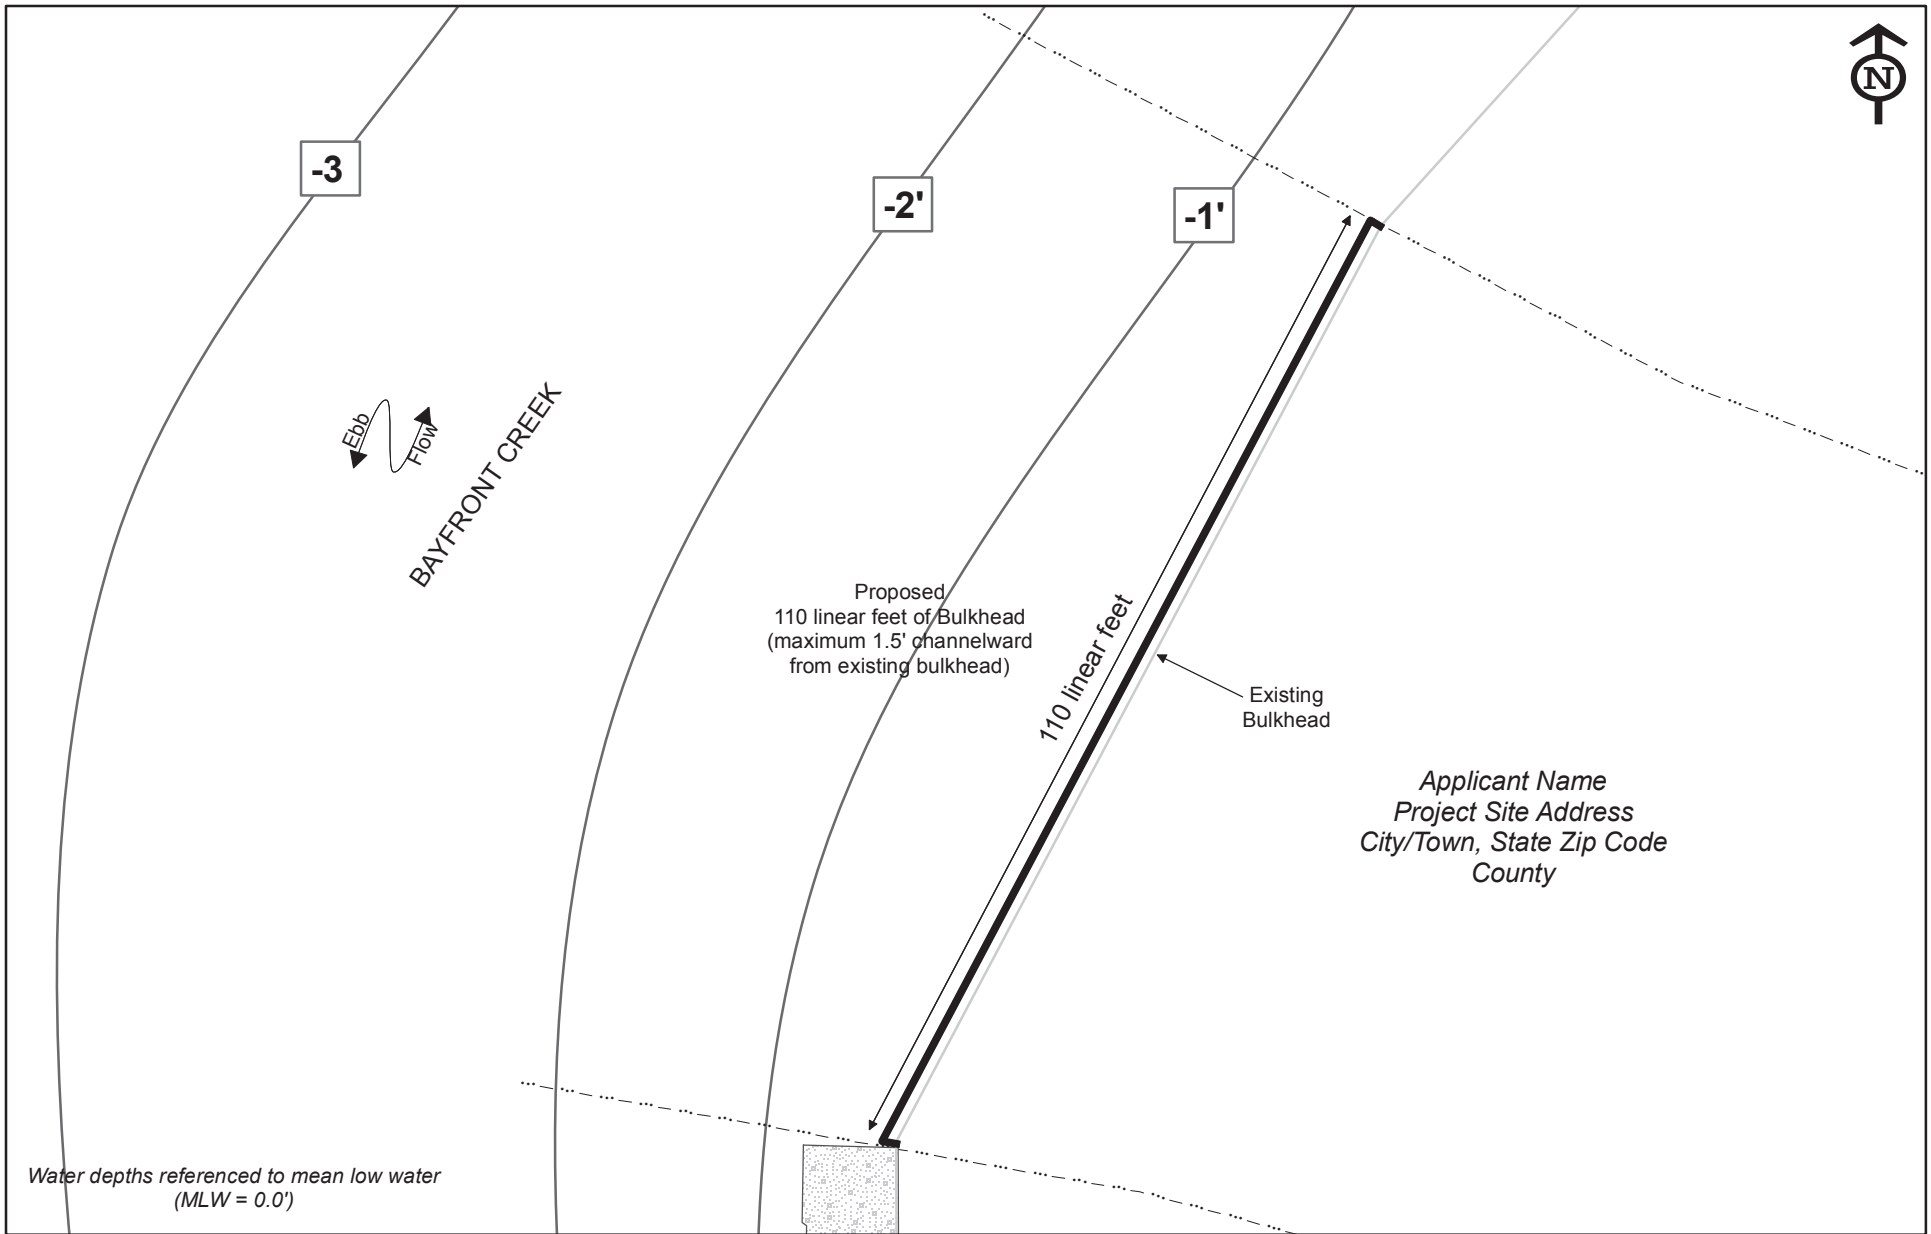 N
-3
-2'
-1'
Ebb
Flow
BAYFRONT CREEK
Proposed
110 linear feet of Bulkhead
(maximum 1.5' channelward
from existing bulkhead)
110 linear feet
Existing
Bulkhead
Applicant Name
Project Site Address
City/Town, State Zip Code
County
Water depths referenced to mean low water
(MLW = 0.0')